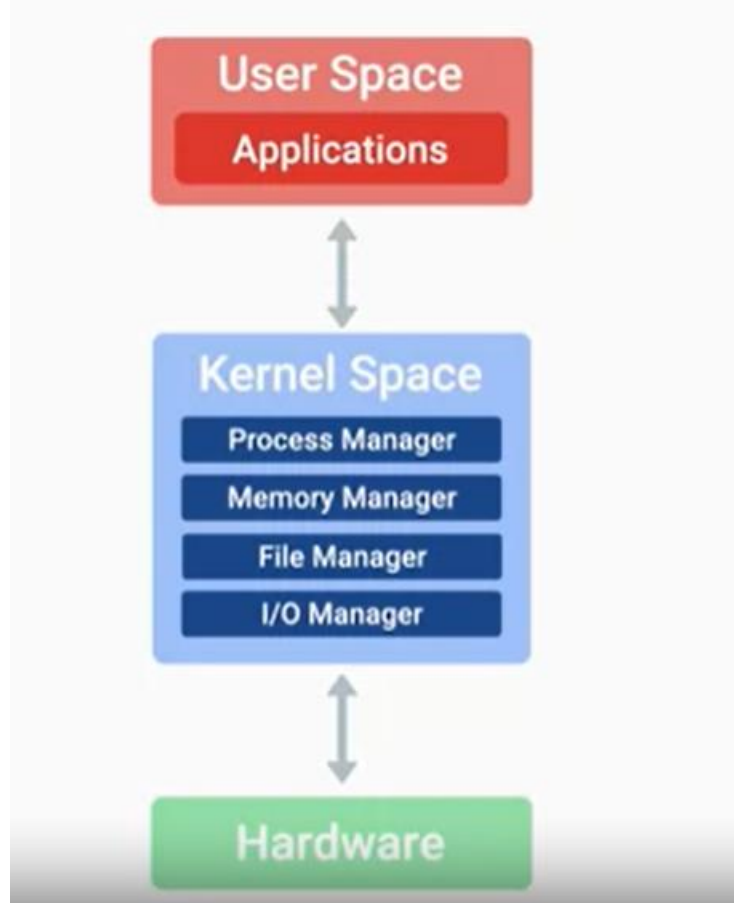 User Space
Applications
Kernel Space
Process Manager
Memory Manager
File Manager
I/O Manager
Hardware